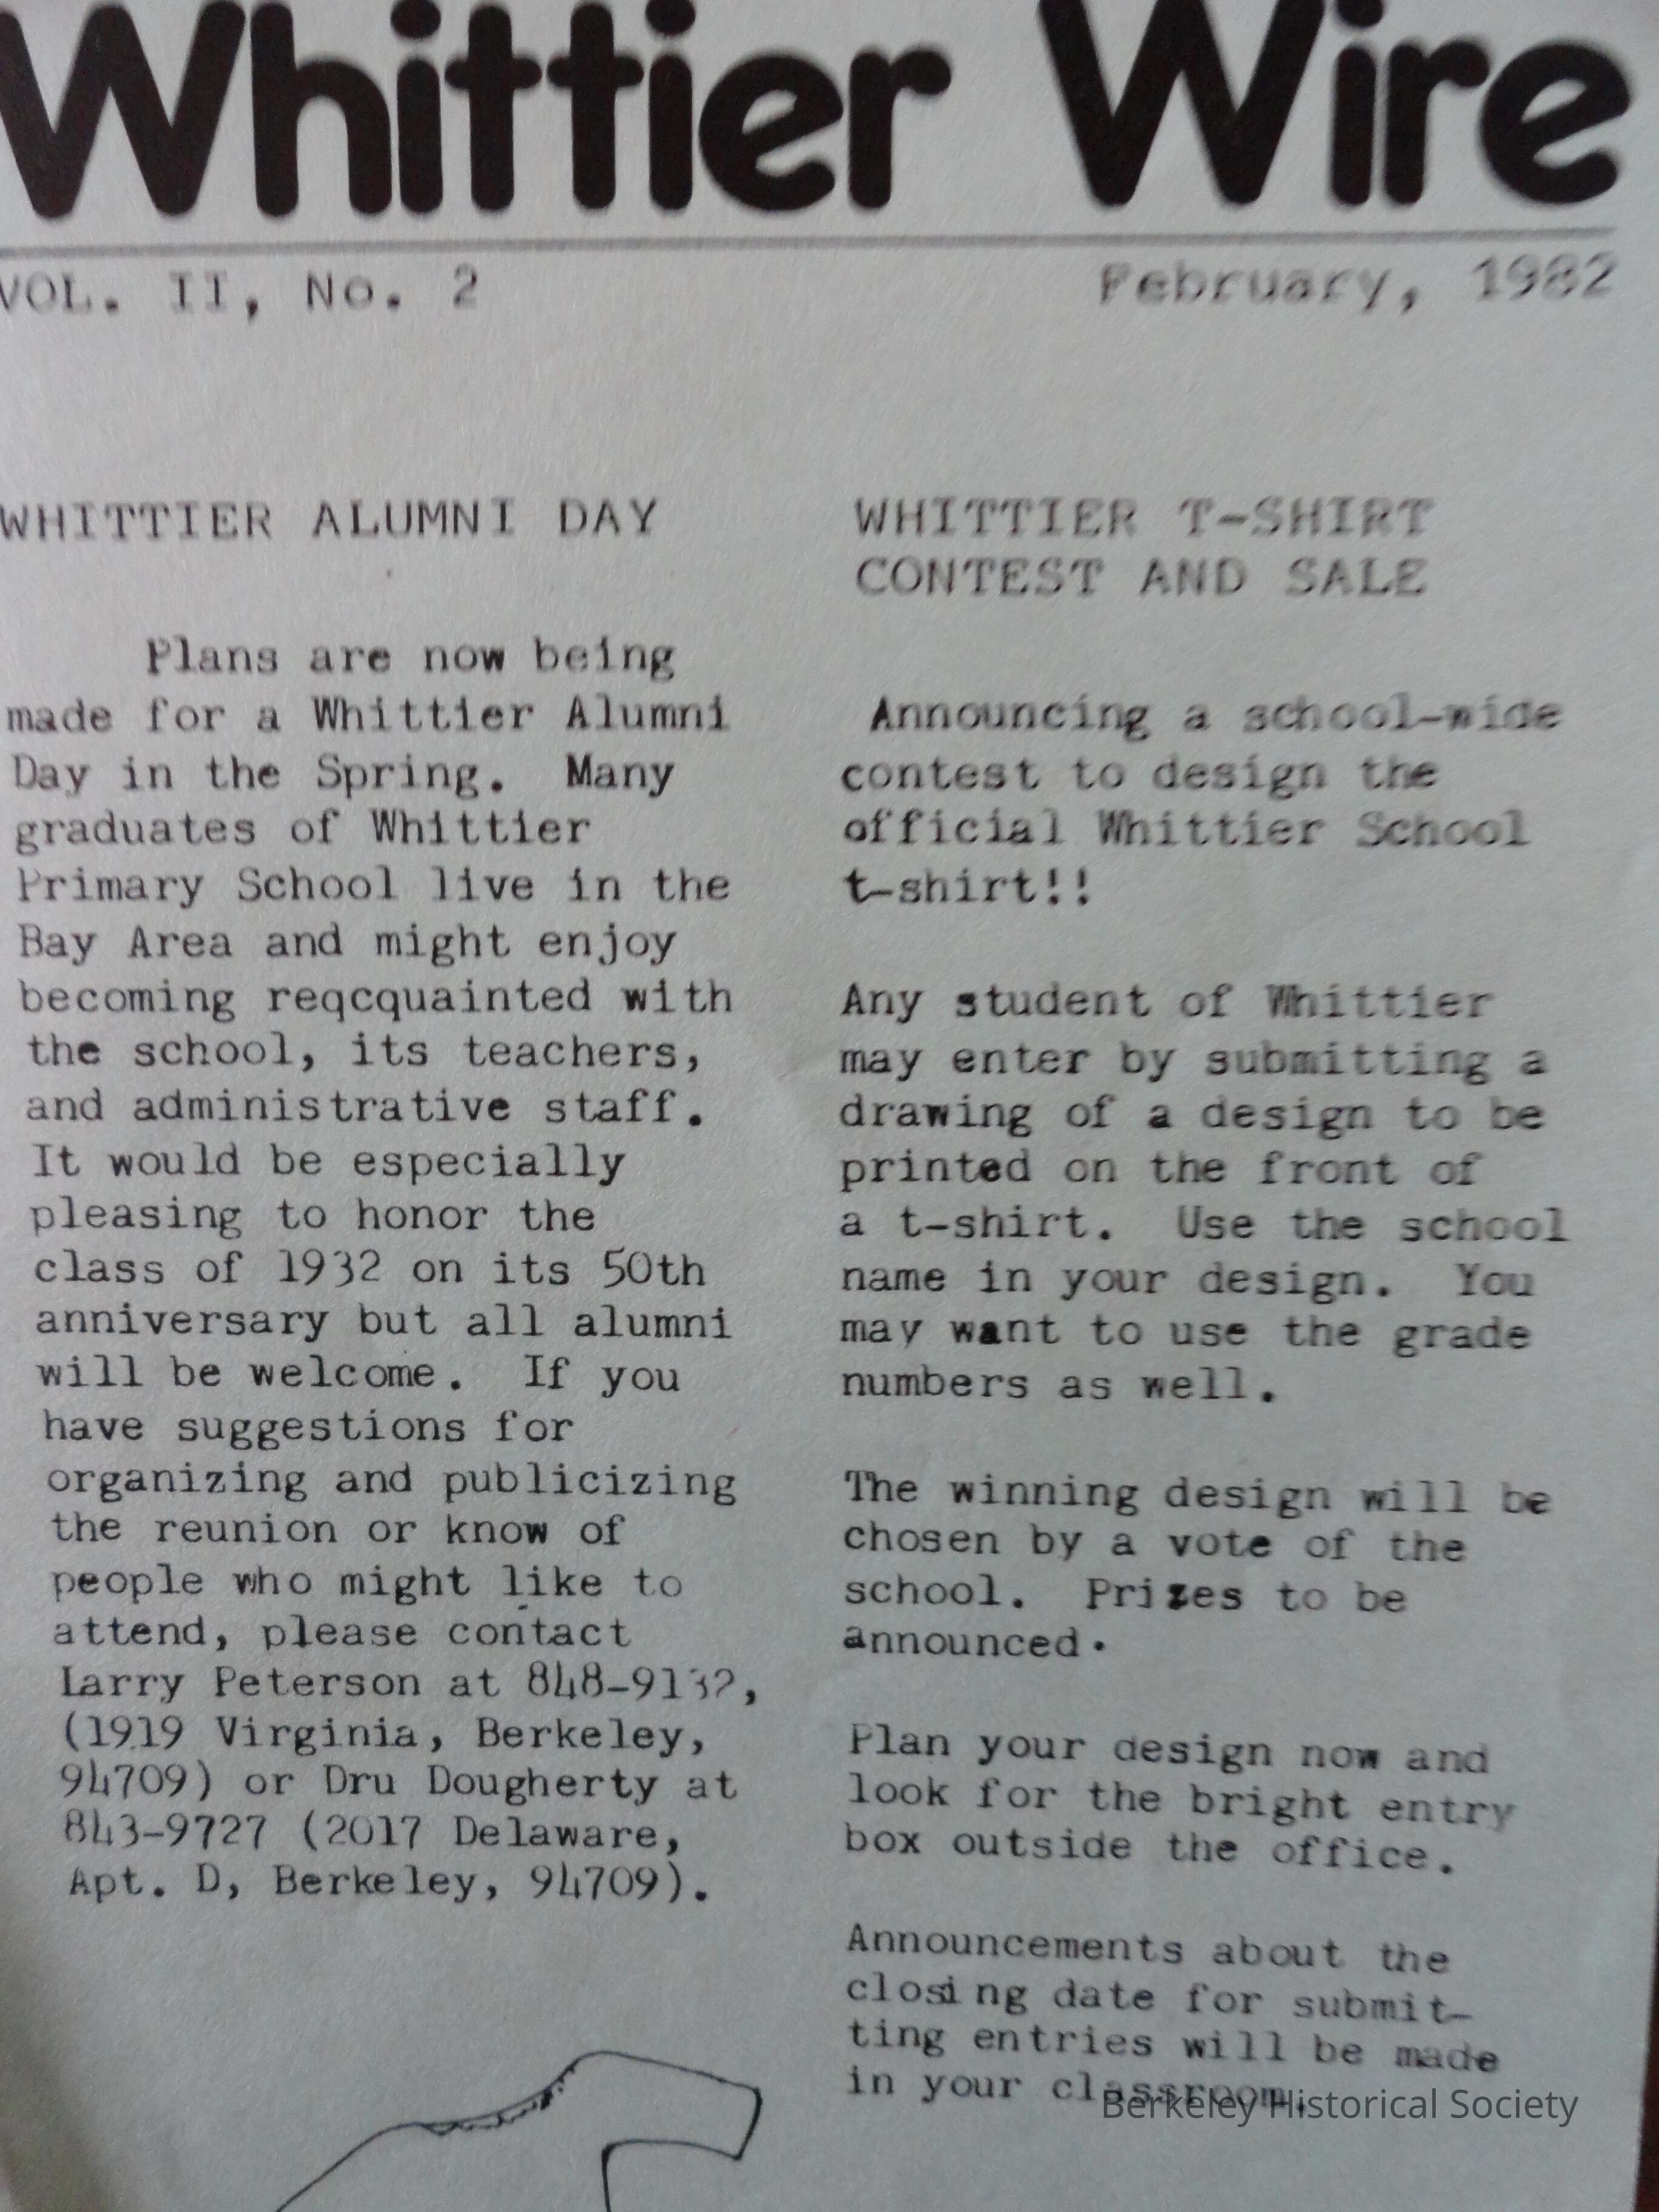 Whittier Wire
VOL. II, No. 2
February, 1982
WHITTIER ALUMNI DAY
Plans are now being
made for a Whittier Alumni
Day in the Spring. Many
graduates of Whittier
Primary School live in the
Bay Area and might enjoy
becoming reqcquainted with
the school, its teachers,
and administrative staff.
It would be especially
pleasing to honor the
class of 1932 on its 50th
anniversary but all alumni
will be welcome. If you
have suggestions for
organizing and publicizing
the reunion or know of
people who might like to
attend, please contact
Larry Peterson at 848-9132,
(1919 Virginia, Berkeley,
94709) or Dru Dougherty at
843-9727 (2017 Delaware,
Apt. D, Berkeley, 94709).
WHITTIER T-SHIRT
CONTEST AND SALE
Announcing a school-wide
contest to design the
official Whittier School
t-shirt!!
Any student of Whittier
may enter by submitting a
drawing of a design to be
printed on the front of
a t-shirt. Use the school
name in your design. You
may want to use the grade
numbers as well.
The winning design will be
chosen by a vote of the
school. Prizes to be
announced.
Plan your design now and
look for the bright entry
box outside the office.
Announcements about the
closing date for submit-
ting entries will be made
in your classroom.
Berkeley Historical Society